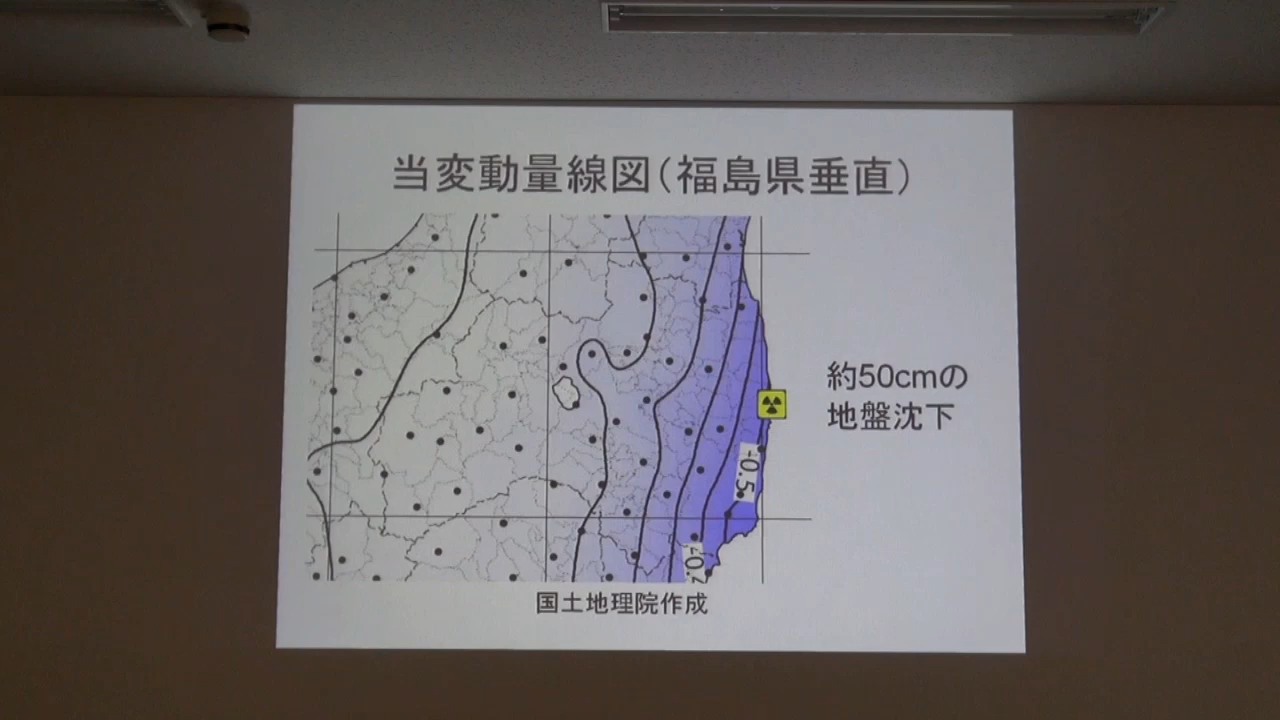 当変動量線図（福島県垂直）
約50cmの
地盤沈下
-0.5
-0.
国土地理院作成